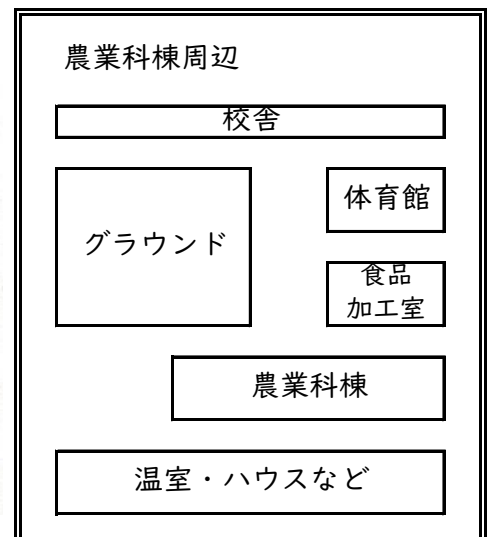 農業科棟周辺
校舎
体育館
グラウンド
食品
加工室
農業科棟
温室・ハウスなど